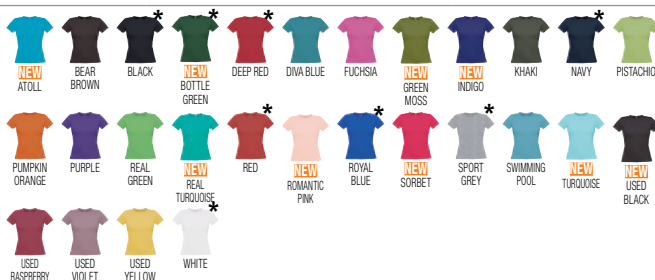 * * * *
NEW BEAR BLACK NEW DEEP RED DIVA BLUE FUCHSIA NEW NEW KHAKI NAVY PISTACHIO
ATOLL BROWN BOTTLE GREEN INDIGO
GREEN MOSS
* * *
PUMPKIN PURPLE REAL NEW RED NEW ROYAL NEW SPORT SWIMMING NEW NEW
ORANGE GREEN REAL ROMANTIC BLUE SORBET GREY POOL TURQUOISE USED
TURQUOISE PINK BLACK
*
USED USED USED WHITE
RASPBERRY VIOLET YELLOW